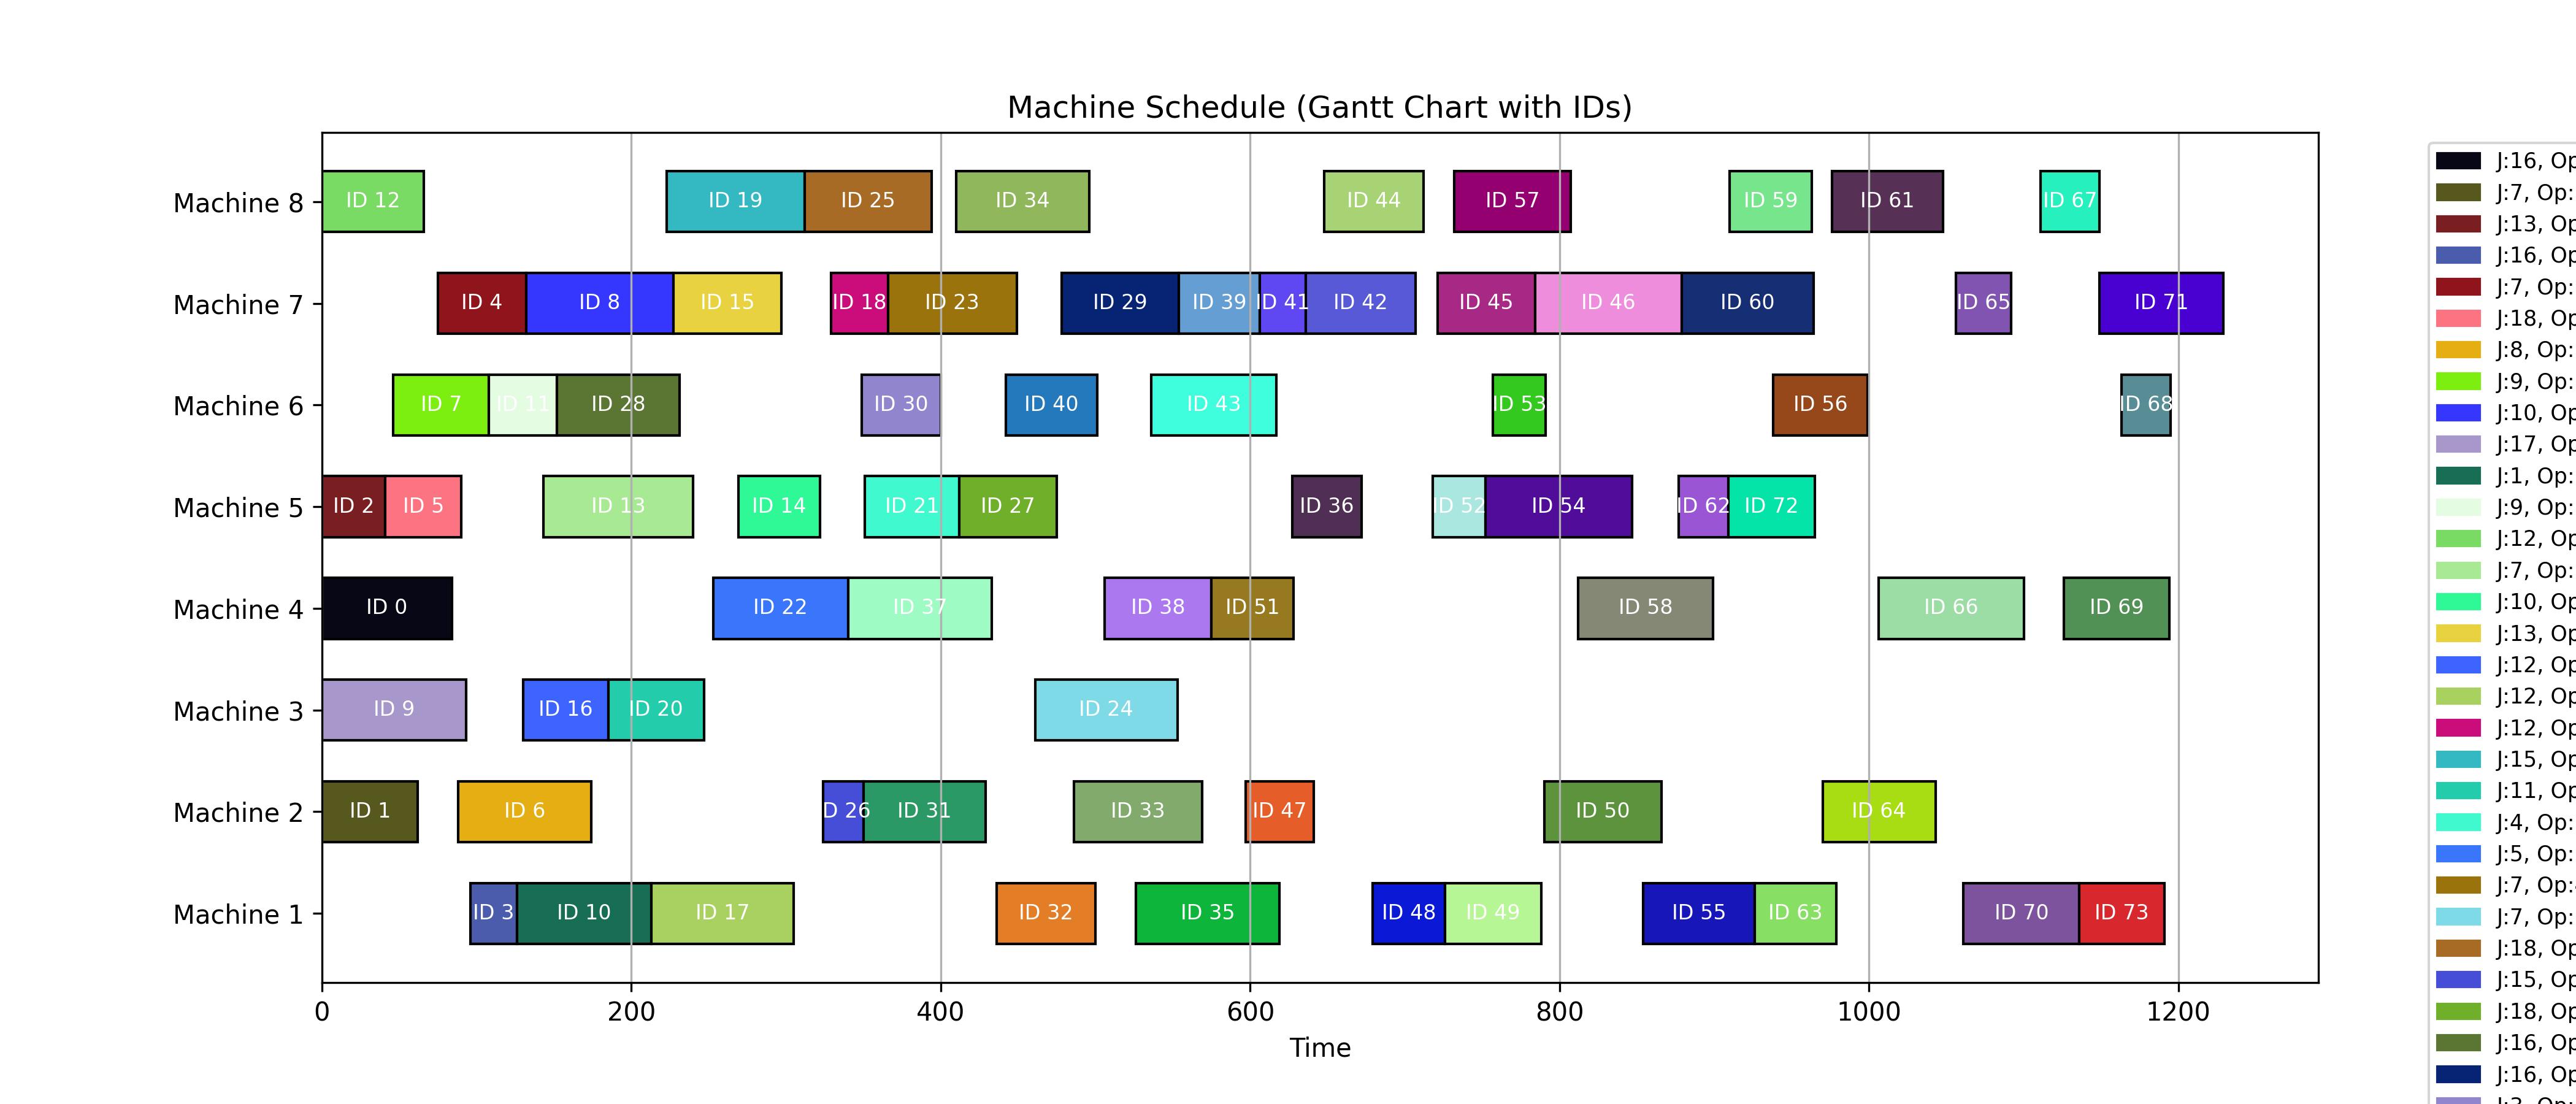 Machine Schedule (Gantt Chart with IDs)
Machine 8
ID 12
ID 19
ID 25
ID 34
ID 44
ID 57
ID 59
ID 61
ID 67
Machine 7
ID 4
ID 8
ID 15
ID 18
ID 23
ID 29
ID 39
ID 41
ID 42
ID 45
ID 46
ID 60
ID 65
ID 71
Machine 6
ID 7
ID 11
ID 28
ID 30
ID 40
ID 43
ID 53
ID 56
ID 68
Machine 5
ID 2
ID 5
ID 13
ID 14
ID 21
ID 27
ID 36
ID 52
ID 54
ID 62
ID 72
Machine 4
ID 0
ID 22
ID 37
ID 38
ID 51
ID 58
ID 66
ID 69
Machine 3
ID 9
ID 16
ID 20
ID 24
Machine 2
ID 1
ID 6
ID 26
ID 31
ID 33
ID 47
ID 50
ID 64
Machine 1
ID 3
ID 10
ID 17
ID 32
ID 35
ID 48
ID 49
ID 55
ID 63
ID 70
ID 73
0 200 400 600 800 1000 1200
Time
J:16, Op
J:7, Op:
J:13, Op
J:16, Op
J:7, Op:
J:18, Op
J:8, Op:
J:9, Op:
J:10, Op
J:17, Op
J:1, Op:
J:9, Op:
J:12, Op
J:7, Op:
J:10, Op
J:13, Op
J:12, Op
J:12, Op
J:12, Op
J:15, Op
J:11, Op
J:4, Op:
J:5, Op:
J:7, Op:
J:7, Op:
J:18, Op
J:15, Op
J:18, Op
J:16, Op
J:16, Op